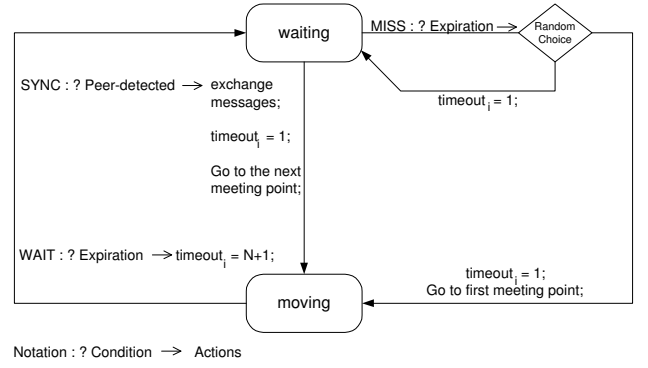 waiting
MISS : ? Expiration →
Random
Choice
timeout i = 1;
SYNC : ? Peer-detected → exchange
messages;
timeout i = 1;
Go to the next
meeting point;
WAIT : ? Expiration → timeout i = N+1;
timeout i = 1;
Go to first meeting point;
moving
Notation : ? Condition → Actions